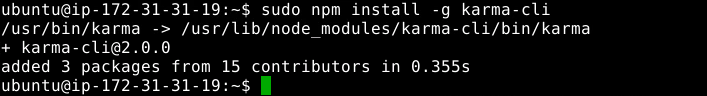 ubuntu@ip-172-31-31-19:~$ sudo npm install -g karma-cli
/usr/bin/karma -> /usr/lib/node_modules/karma-cli/bin/karma
+ karma-cli@2.0.0
added 3 packages from 15 contributors in 0.355s
ubuntu@ip-172-31-31-19:~$